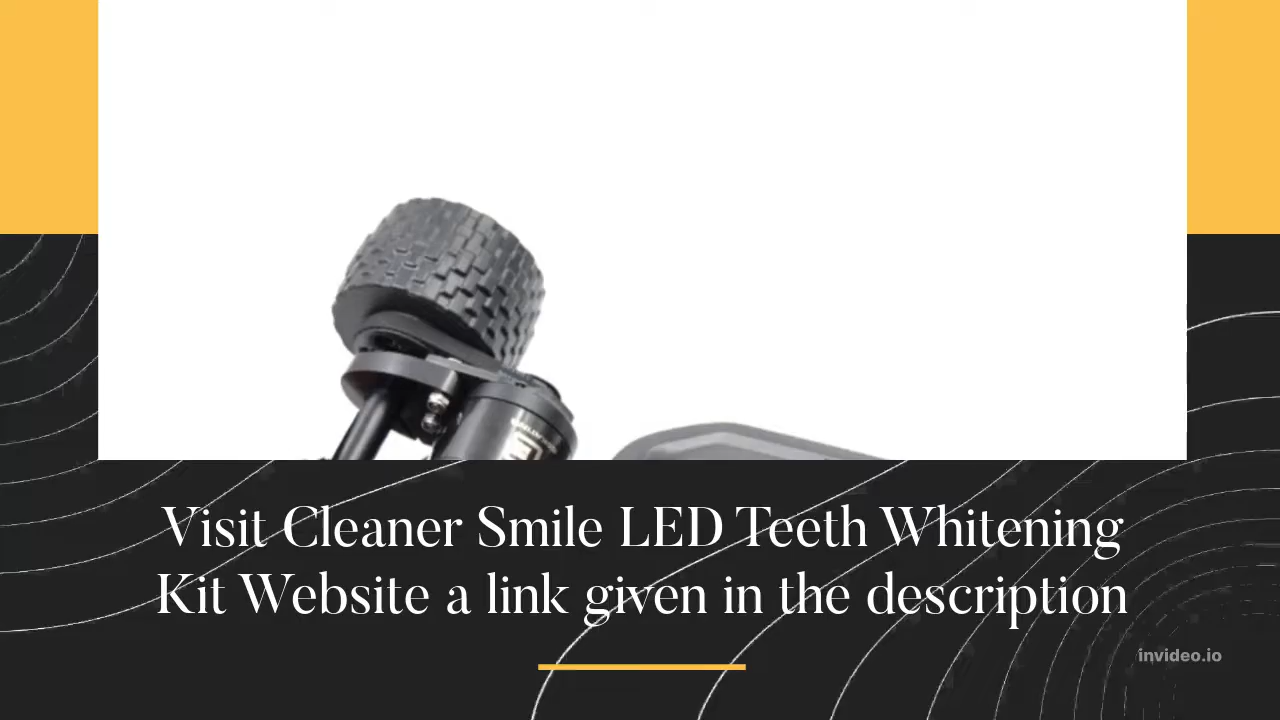 Visit Cleaner Smile LED Teeth Whitening
Kit Website a link given in the description
invideo.io